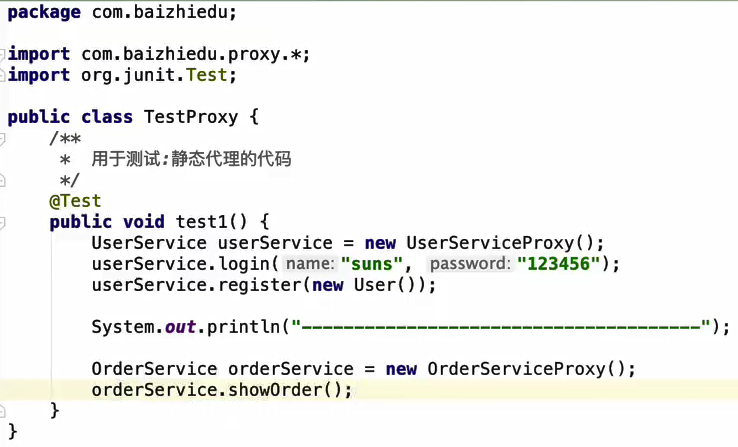 package com.baizhiedu;
import com.baizhiedu.proxy.*;
import org.junit.Test;
public class TestProxy {
    /**
     *  用于测试:静态代理的代码
     */
    @Test
    public void test1() {
        UserService userService = new UserServiceProxy();
        userService.login( name: "suns", password: "123456");
        userService.register(new User());
        System.out.println("--------------------------------------");
        OrderService orderService = new OrderServiceProxy();
        orderService.showOrder();
    }
}